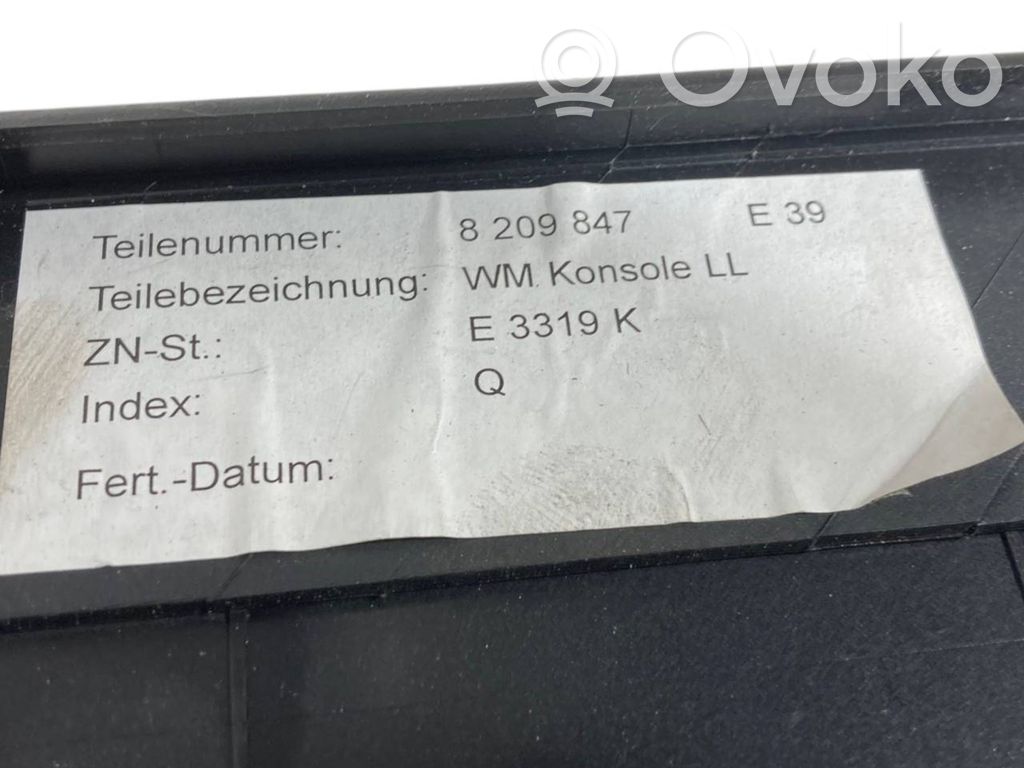 Ovoko
Teilenummer: 8 209 847 E 39
Teilebezeichnung: WM. Konsole LL
ZN-St.: E 3319 K
Index: Q
Fert.-Datum: